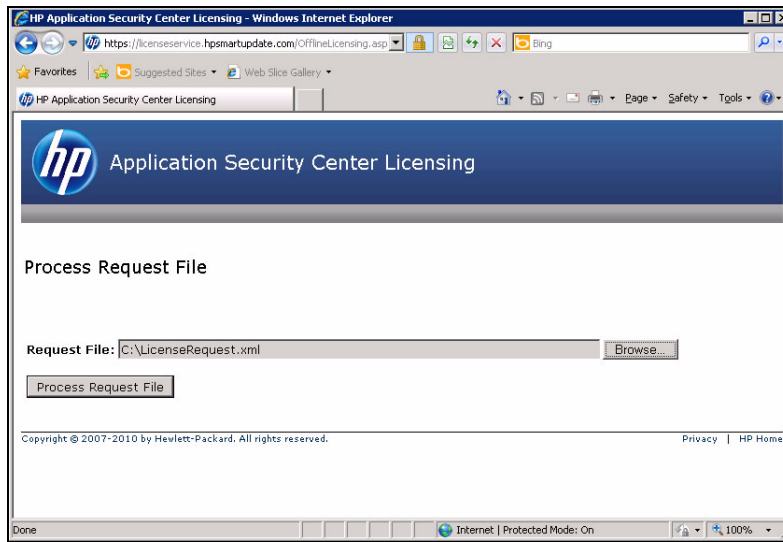 HP Application Security Center Licensing - Windows Internet Explorer
https://licenseservice.hpsmartupdate.com/OfflineLicensing.asp
Bing
Favorites Suggested Sites Web Slice Gallery
HP Application Security Center Licensing Page Safety Tools
hp Application Security Center Licensing
Process Request File
Request File: C:\LicenseRequest.xml Browse...
Process Request File
Copyright © 2007-2010 by Hewlett-Packard. All rights reserved. Privacy | HP Home
Done Internet | Protected Mode: On 100%